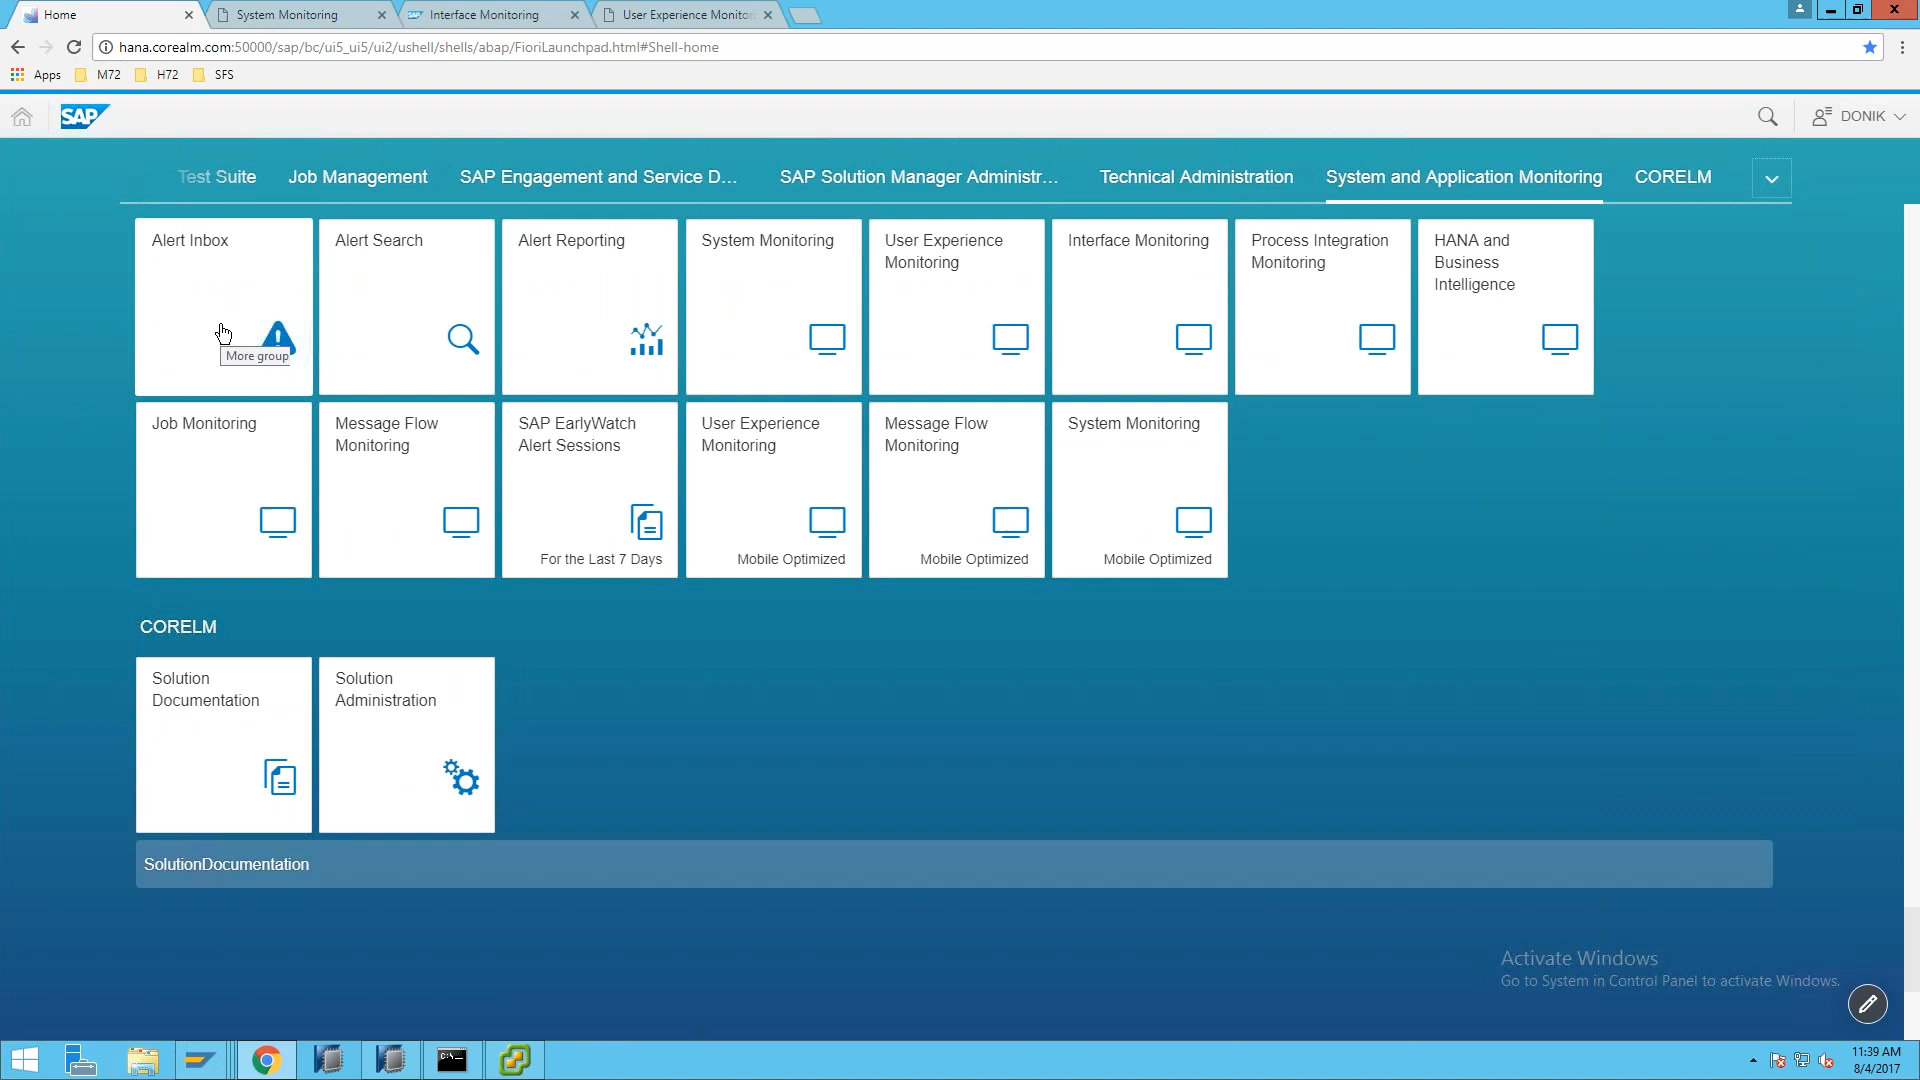 Home
System Monitoring
Interface Monitoring
User Experience Monitor
hana.corealm.com:50000/sap/bc/ui5_ui5/ui2/ushell/shells/abap/FioriLaunchpad.html#Shell-home
Apps M72 H72 SFS
SAP
DONIK
Test Suite
Job Management
SAP Engagement and Service D...
SAP Solution Manager Administr...
Technical Administration
System and Application Monitoring
CORELM
Alert Inbox
More group
Alert Search
Alert Reporting
System Monitoring
User Experience
Monitoring
Interface Monitoring
Process Integration
Monitoring
HANA and
Business
Intelligence
Job Monitoring
Message Flow
Monitoring
SAP EarlyWatch
Alert Sessions
For the Last 7 Days
User Experience
Monitoring
Mobile Optimized
Message Flow
Monitoring
Mobile Optimized
System Monitoring
Mobile Optimized
CORELM
Solution
Documentation
Solution
Administration
SolutionDocumentation
Activate Windows
Go to System in Control Panel to activate Windows.
C:\.
11:39 AM
8/4/2017